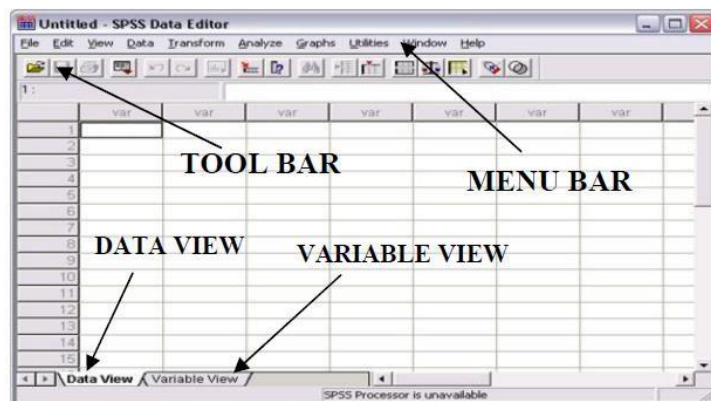 Untitled - SPSS Data Editor
File Edit View Data Transform Analyze Graphs Utilities Window Help
1 :
var var var var var var var
1
2
3
TOOL BAR
MENU BAR
4
5
6
7
DATA VIEW
VARIABLE VIEW
8
9
10
11
12
13
14
15
Data View Variable View
SPSS Processor is unavailable